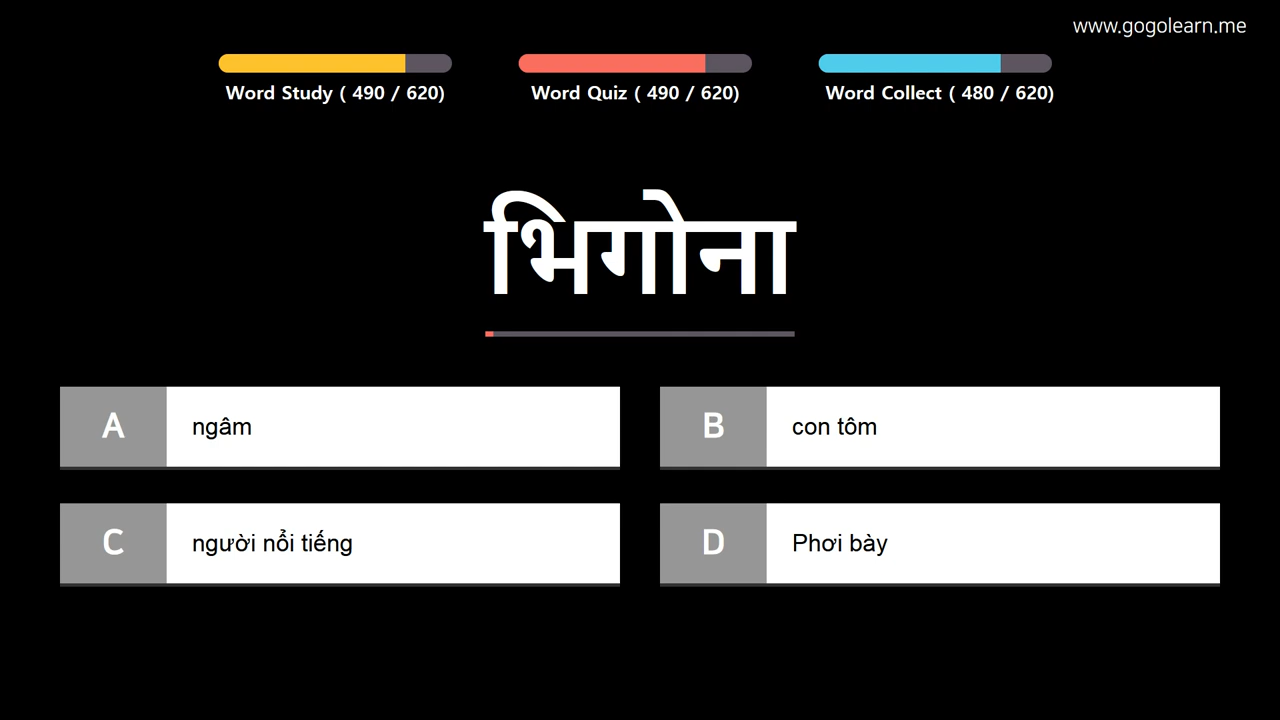 www.gogolearn.me
Word Study ( 490 / 620)
Word Quiz ( 490 / 620)
Word Collect ( 480 / 620)
भिगोना
A
ngâm
B
con tôm
C
người nổi tiếng
D
Phơi bày